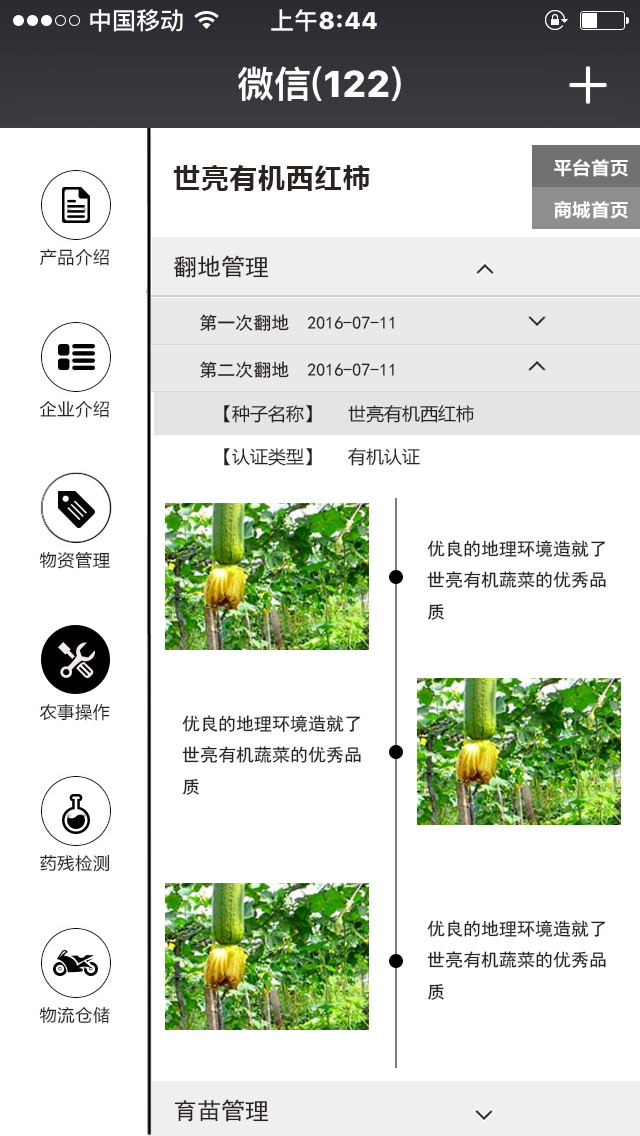 中国移动 上午8:44
微信(122)
产品介绍
企业介绍
物资管理
农事操作
药残检测
物流仓储
世亮有机西红柿
平台首页
商城首页
翻地管理
第一次翻地 2016-07-11
第二次翻地 2016-07-11
【种子名称】 世亮有机西红柿
【认证类型】 有机认证
优良的地理环境造就了
世亮有机蔬菜的优秀品
质
优良的地理环境造就了
世亮有机蔬菜的优秀品
质
优良的地理环境造就了
世亮有机蔬菜的优秀品
质
育苗管理